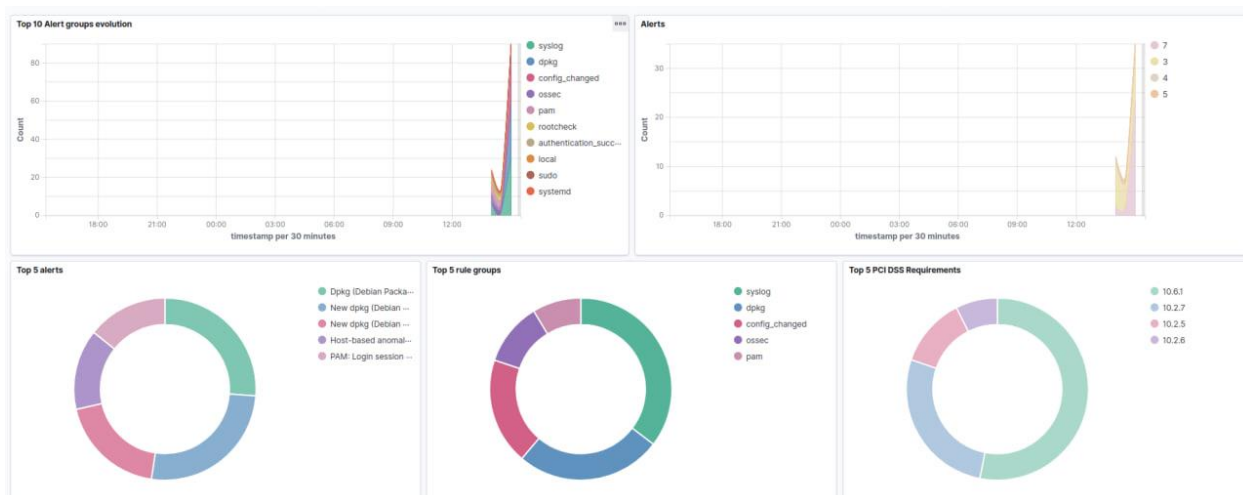 Top 10 Alert groups evolution
80
60
40
20
0
Count
18:00
21:00
00:00
03:00
06:00
09:00
12:00
timestamp per 30 minutes
syslog
dpkg
config_changed
ossec
pam
rootcheck
authentication_succ...
local
sudo
systemd
Alerts
30
20
10
0
Count
18:00
21:00
00:00
03:00
06:00
09:00
12:00
timestamp per 30 minutes
7
3
4
5
Top 5 alerts
Dpkg (Debian Packa...
New dpkg (Debian ...
New dpkg (Debian ...
Host-based anomal...
PAM: Login session ...
Top 5 rule groups
syslog
dpkg
config_changed
ossec
pam
Top 5 PCI DSS Requirements
10.6.1
10.2.7
10.2.5
10.2.6